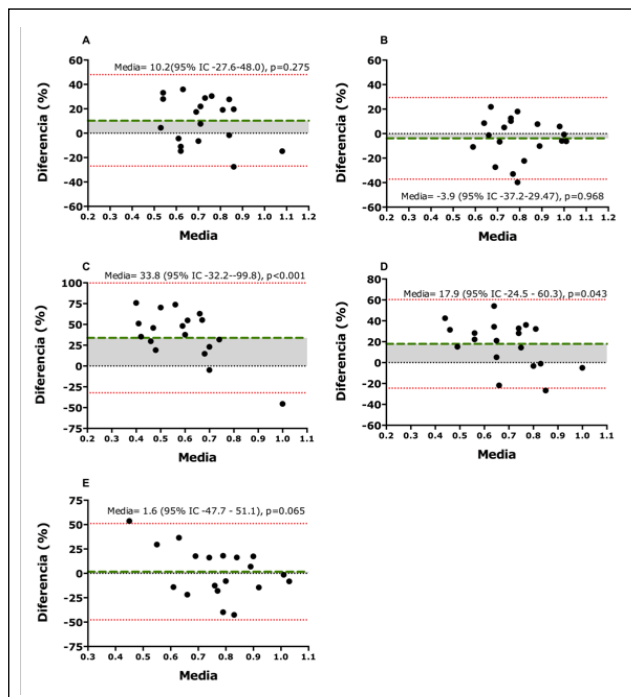 A
Media= 10.2(95% IC -27.6-48.0), p=0.275
Diferencia (%)
60
40
20
0
-20
-40
-60
0.2 0.3 0.4 0.5 0.6 0.7 0.8 0.9 1.0 1.1 1.2
Media
B
Diferencia (%)
60
40
20
0
-20
-40
-60
Media= -3.9 (95% IC -37.2-29.47), p=0.968
0.2 0.3 0.4 0.5 0.6 0.7 0.8 0.9 1.0 1.1 1.2
Media
C
Media= 33.8 (95% IC -32.2--99.8), p<0.001
Diferencia (%)
100
75
50
25
0
-25
-50
-75
0.2 0.3 0.4 0.5 0.6 0.7 0.8 0.9 1.0 1.1
Media
D
Media= 17.9 (95% IC -24.5 - 60.3), p=0.043
Diferencia (%)
80
60
40
20
0
-20
-40
-60
0.2 0.3 0.4 0.5 0.6 0.7 0.8 0.9 1.0 1.1
Media
E
Media= 1.6 (95% IC -47.7 - 51.1), p=0.065
Diferencia (%)
75
50
25
0
-25
-50
-75
0.3 0.4 0.5 0.6 0.7 0.8 0.9 1.0 1.1
Media